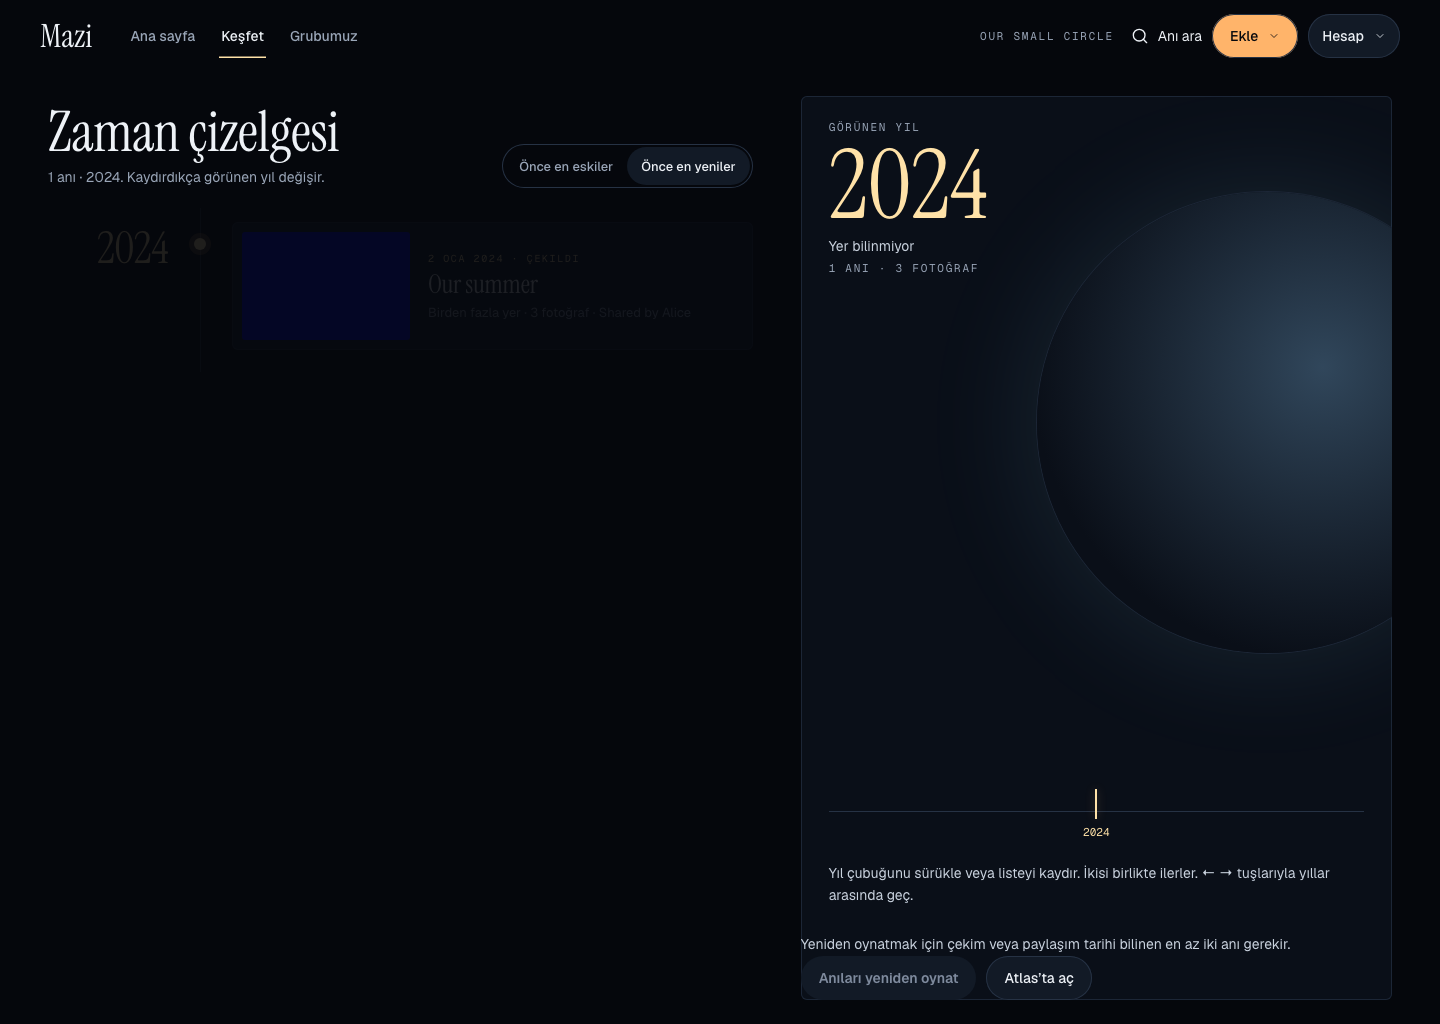 Mazi
Ana sayfa
Keşfet
Grubumuz
OUR SMALL CIRCLE
Anı ara
Ekle
Hesap
Zaman çizelgesi
1 anı · 2024. Kaydırdıkça görünen yıl değişir.
Önce en eskiler
Önce en yeniler
2024
2 OCA 2024 · ÇEKİLDİ
Our summer
Birden fazla yer · 3 fotoğraf · Shared by Alice
GÖRÜNEN YIL
2024
Yer bilinmiyor
1 ANI · 3 FOTOĞRAF
2024
Yıl çubuğunu sürükle veya listeyi kaydır. İkisi birlikte ilerler. ← → tuşlarıyla yıllar
arasında geç.
Yeniden oynatmak için çekim veya paylaşım tarihi bilinen en az iki anı gerekir.
Anıları yeniden oynat
Atlas’ta aç